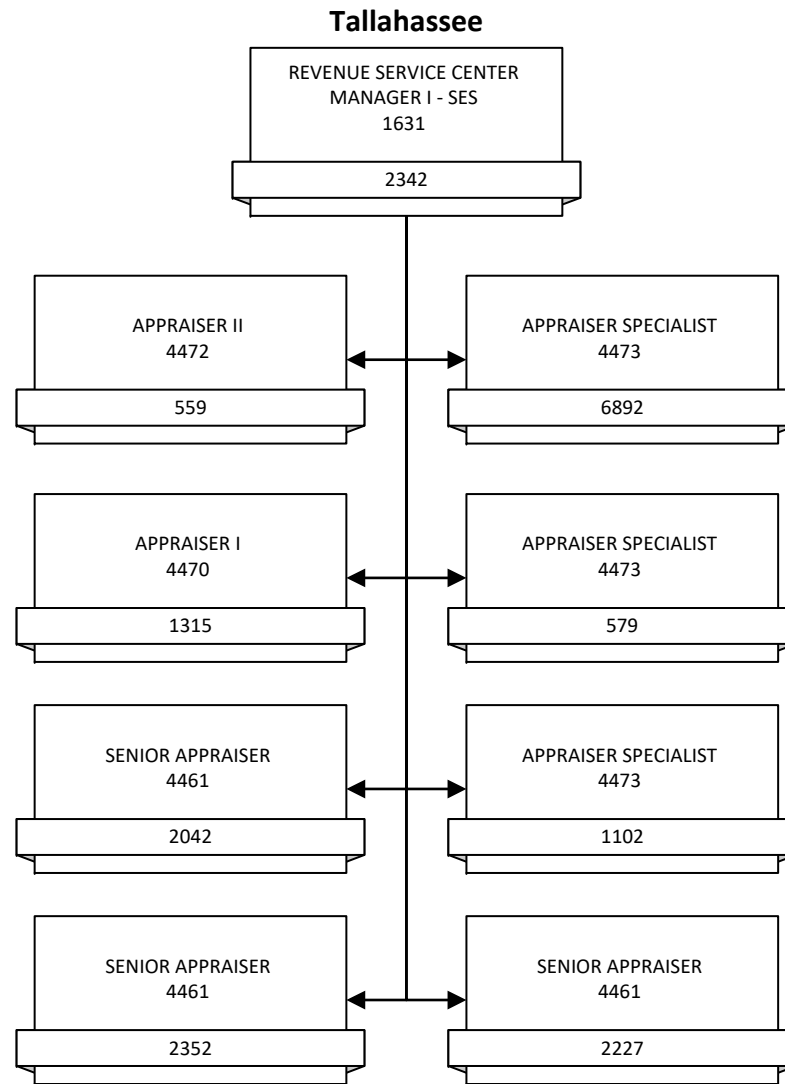 Tallahassee
REVENUE SERVICE CENTER
MANAGER I - SES
1631
2342
APPRAISER II
4472
559
APPRAISER SPECIALIST
4473
6892
APPRAISER I
4470
1315
APPRAISER SPECIALIST
4473
579
SENIOR APPRAISER
4461
2042
APPRAISER SPECIALIST
4473
1102
SENIOR APPRAISER
4461
2352
SENIOR APPRAISER
4461
2227